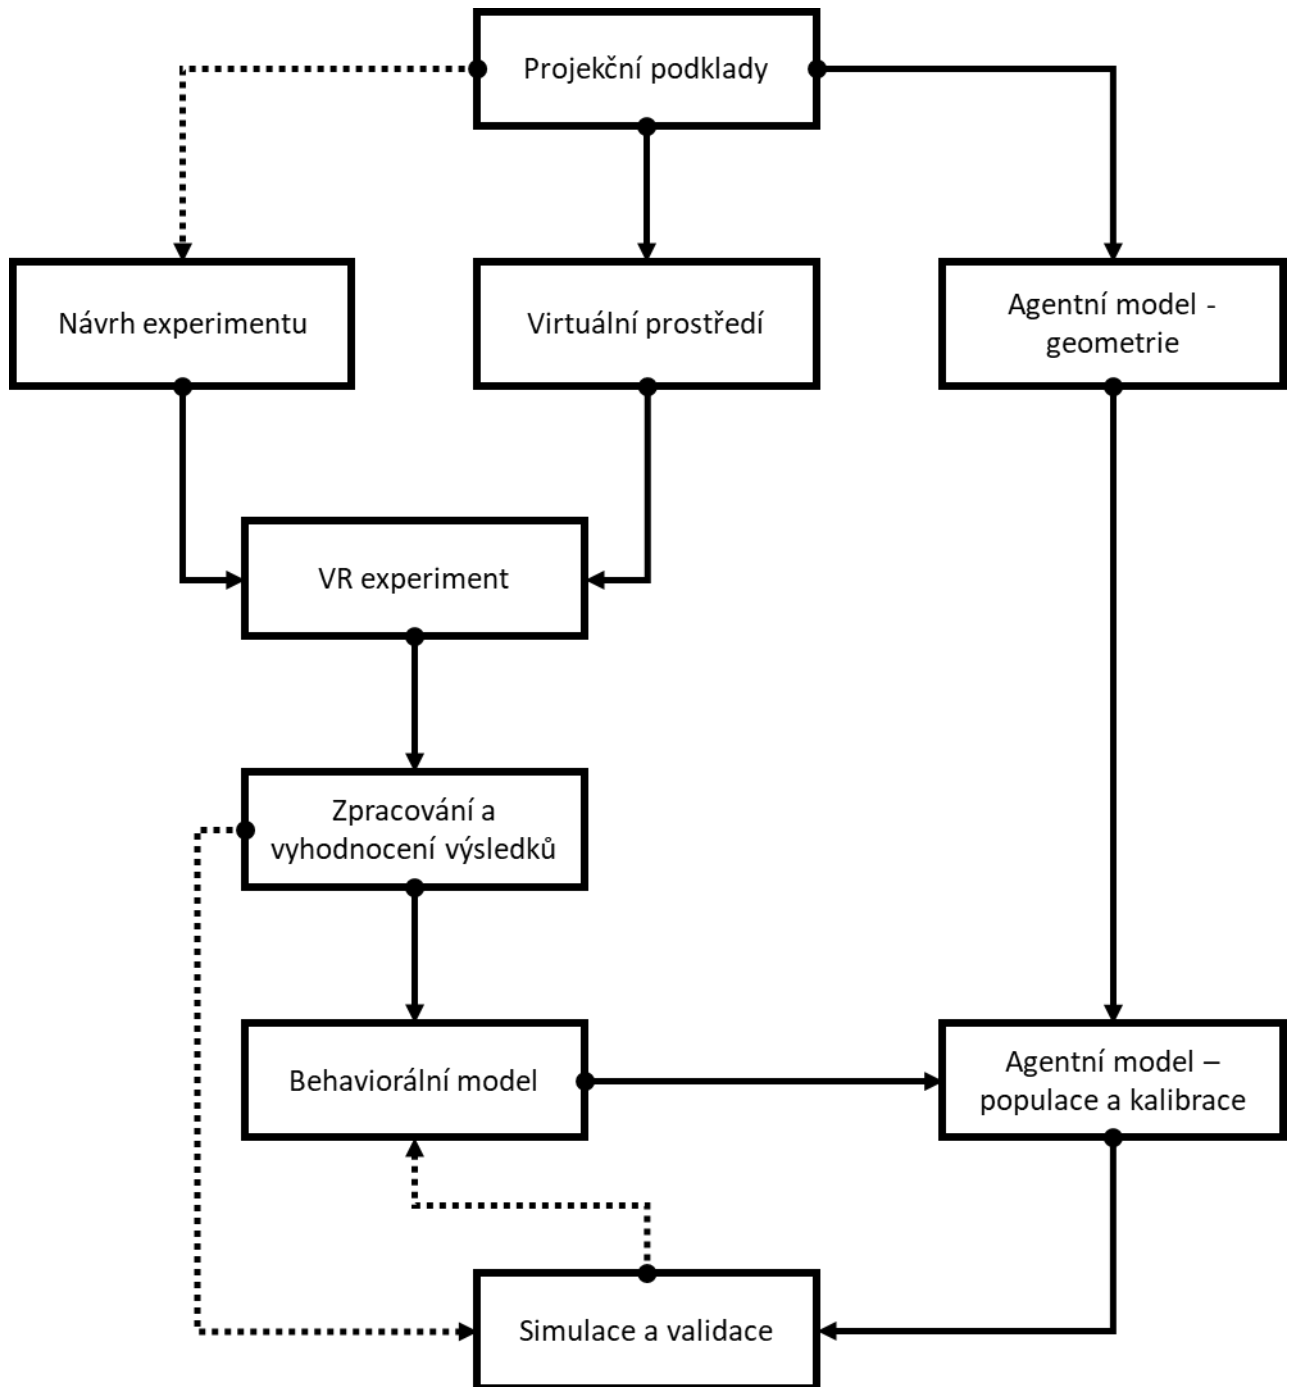 Projekční podklady
Návrh experimentu
Virtuální prostředí
Agentní model -
geometrie
VR experiment
Zpracování a
vyhodnocení výsledků
Behaviorální model
Agentní model –
populace a kalibrace
Simulace a validace